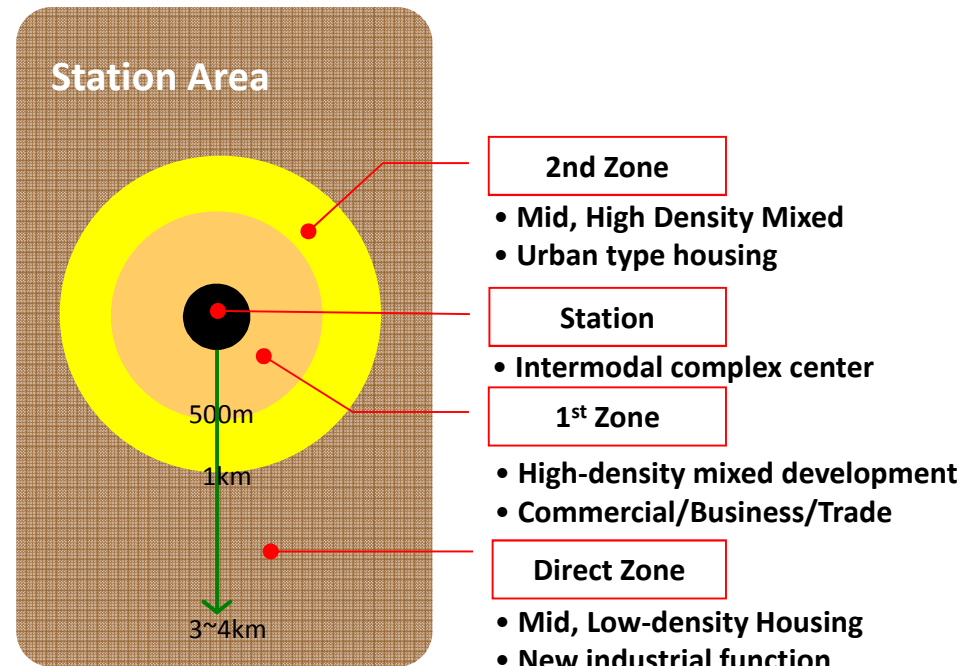 Station Area
500m
1km
3~4km
2nd Zone
• Mid, High Density Mixed
• Urban type housing
Station
• Intermodal complex center
1st Zone
• High-density mixed development
• Commercial/Business/Trade
Direct Zone
• Mid, Low-density Housing
• New industrial function